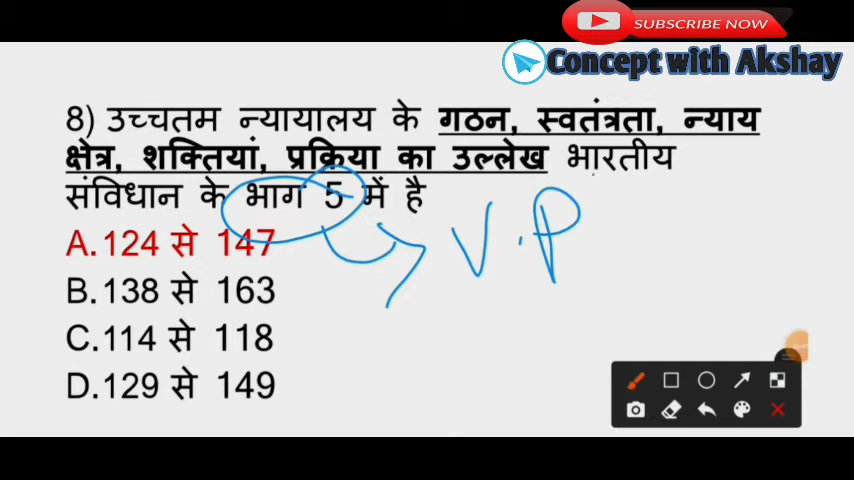 SUBSCRIBE NOW
Concept with Akshay
8) उच्चतम न्यायालय के गठन, स्वतंत्रता, न्याय
क्षेत्र, शक्तियां, प्रक्रिया का उल्लेख भारतीय
संविधान के भाग 5 में है
V.P
A.124 से 147
B.138 से 163
C.114 से 118
D.129 से 149